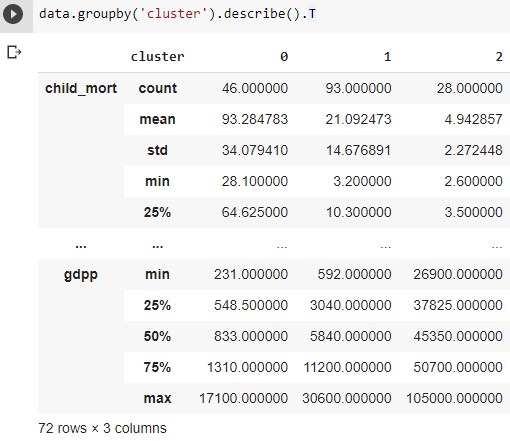 data.groupby('cluster').describe().T
cluster 0 1 2
child_mort count 46.000000 93.000000 28.000000
mean 93.284783 21.092473 4.942857
std 34.079410 14.676891 2.272448
min 28.100000 3.200000 2.600000
25% 64.625000 10.300000 3.500000
... ... ... ... ...
gdpp min 231.000000 592.000000 26900.000000
25% 548.500000 3040.000000 37825.000000
50% 833.000000 5840.000000 45350.000000
75% 1310.000000 11200.000000 50700.000000
max 17100.000000 30600.000000 105000.000000
72 rows × 3 columns